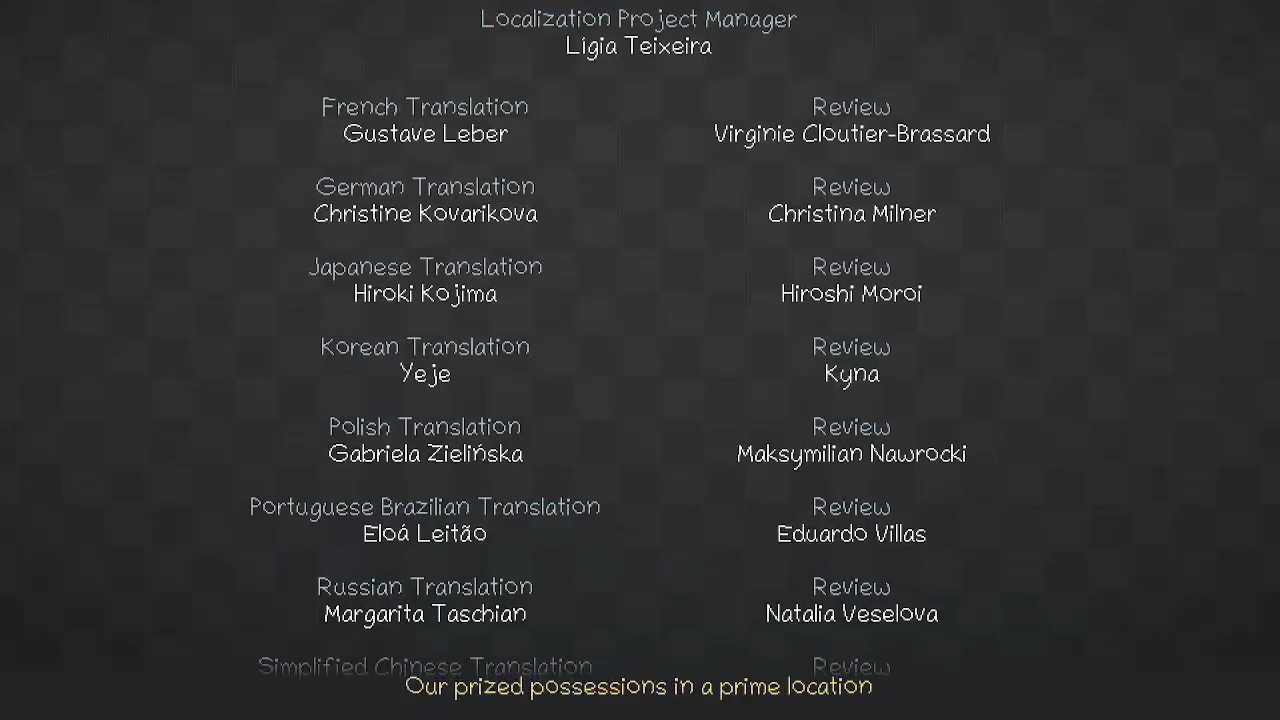 Localization Project Manager
Lígia Teixeira
French Translation
Gustave Leber
Review
Virginie Cloutier-Brassard
German Translation
Christine Kovarikova
Review
Christina Milner
Japanese Translation
Hiroki Kojima
Review
Hiroshi Moroi
Korean Translation
Yeje
Review
Kyna
Polish Translation
Gabriela Zielińska
Review
Maksymilian Nawrocki
Portuguese Brazilian Translation
Eloá Leitão
Review
Eduardo Villas
Russian Translation
Margarita Taschian
Review
Natalia Veselova
Simplified Chinese Translation
Review
Our prized possessions in a prime location